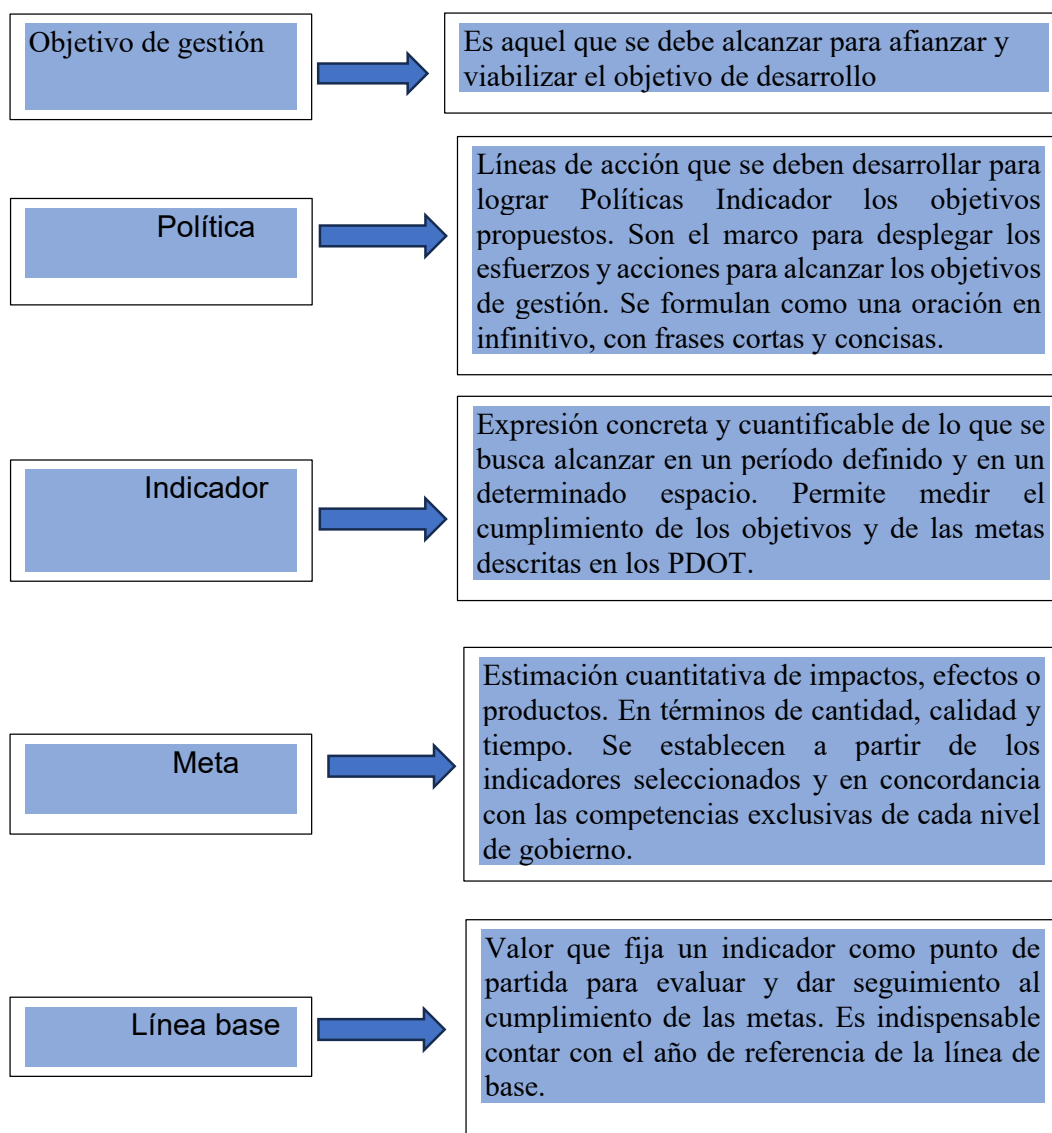 Objetivo de gestión
Es aquel que se debe alcanzar para afianzar y
viabilizar el objetivo de desarrollo
Política
Líneas de acción que se deben desarrollar para
lograr Políticas Indicador los objetivos
propuestos. Son el marco para desplegar los
esfuerzos y acciones para alcanzar los objetivos
de gestión. Se formulan como una oración en
infinitivo, con frases cortas y concisas.
Indicador
Expresión concreta y cuantificable de lo que se
busca alcanzar en un período definido y en un
determinado espacio. Permite medir el
cumplimiento de los objetivos y de las metas
descritas en los PDOT.
Meta
Estimación cuantitativa de impactos, efectos o
productos. En términos de cantidad, calidad y
tiempo. Se establecen a partir de los
indicadores seleccionados y en concordancia
con las competencias exclusivas de cada nivel
de gobierno.
Línea base
Valor que fija un indicador como punto de
partida para evaluar y dar seguimiento al
cumplimiento de las metas. Es indispensable
contar con el año de referencia de la línea de
base.